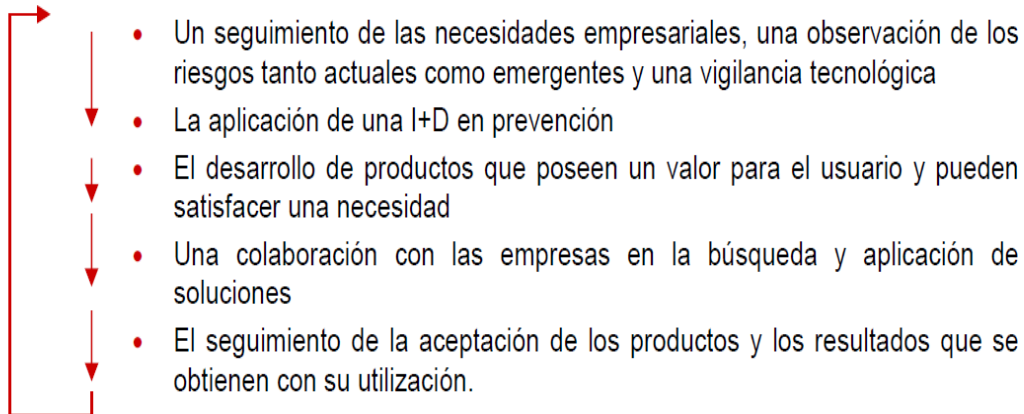 • Un seguimiento de las necesidades empresariales, una observación de los
riesgos tanto actuales como emergentes y una vigilancia tecnológica
• La aplicación de una I+D en prevención
• El desarrollo de productos que poseen un valor para el usuario y pueden
satisfacer una necesidad
• Una colaboración con las empresas en la búsqueda y aplicación de
soluciones
• El seguimiento de la aceptación de los productos y los resultados que se
obtienen con su utilización.